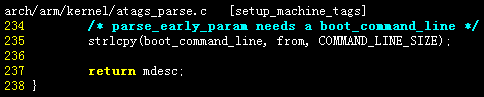 arch/arm/kernel/atags_parse.c   [setup_machine_tags]
234         /* parse_early_param needs a boot_command_line */
235         strlcpy(boot_command_line, from, COMMAND_LINE_SIZE);
236
237         return mdesc;
238 }